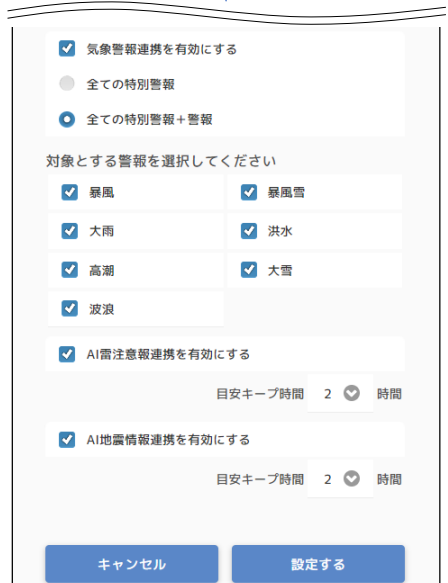 気象警報連携を有効にする
全ての特別警報
全ての特別警報＋警報
対象とする警報を選択してください
暴風 暴風雪
大雨 洪水
高潮 大雪
波浪
AI雷注意報連携を有効にする
目安キープ時間 2 時間
AI地震情報連携を有効にする
目安キープ時間 2 時間
キャンセル 設定する